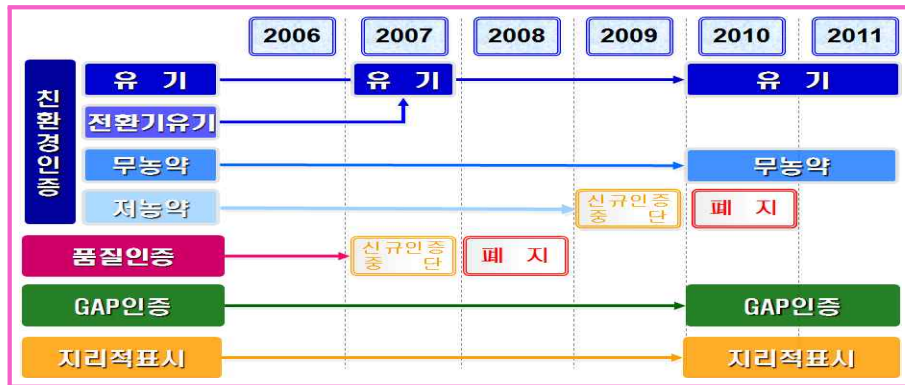 2006 2007 2008 2009 2010 2011
친환경인증
유 기 유 기 유 기
전환기유기
무농약 무농약
저농약 신규인증 중 단 폐 지
품질인증 신규인증 중 단 폐 지
GAP인증 GAP인증
지리적표시 지리적표시